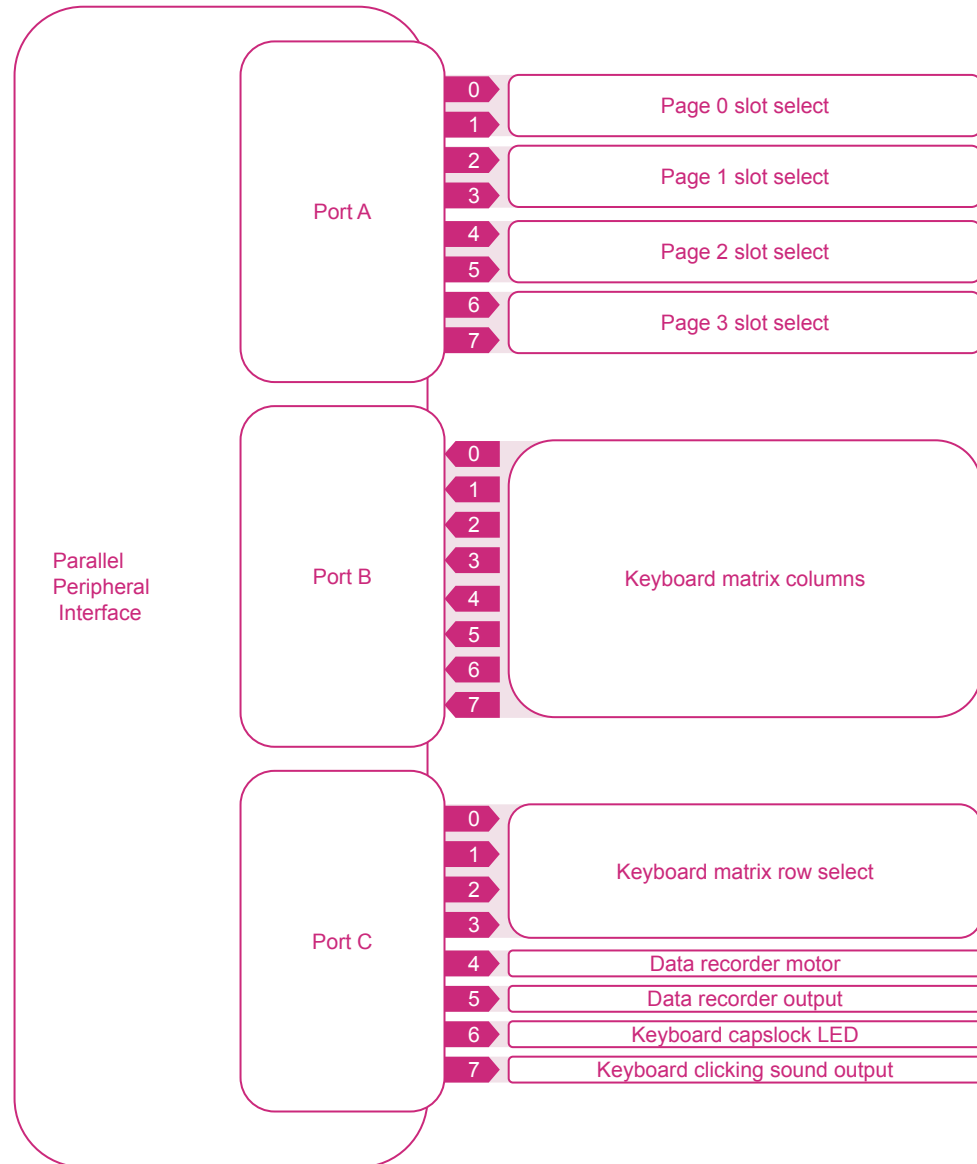 Parallel
Peripheral
Interface
Port A
0
1
2
3
4
5
6
7
Page 0 slot select
Page 1 slot select
Page 2 slot select
Page 3 slot select
Port B
0
1
2
3
4
5
6
7
Keyboard matrix columns
Port C
0
1
2
3
4
5
6
7
Keyboard matrix row select
Data recorder motor
Data recorder output
Keyboard capslock LED
Keyboard clicking sound output